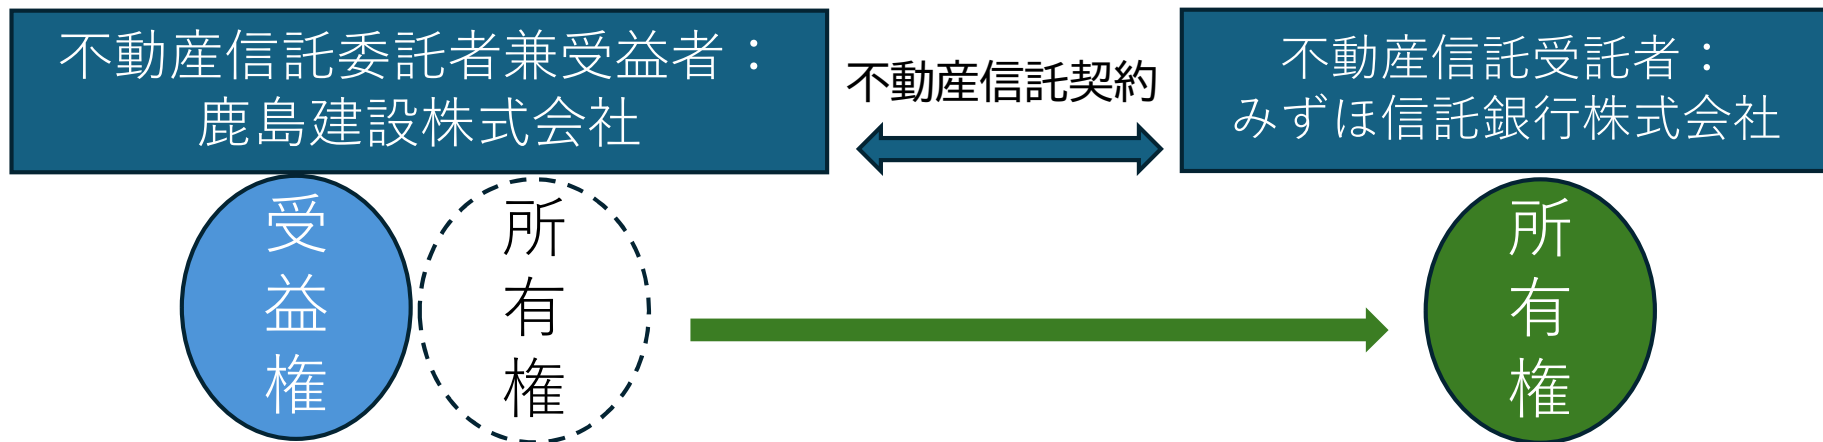 不動産信託委託者兼受益者：
鹿島建設株式会社
不動産信託契約
不動産信託受託者：
みずほ信託銀行株式会社
受益権
所有権
所有権